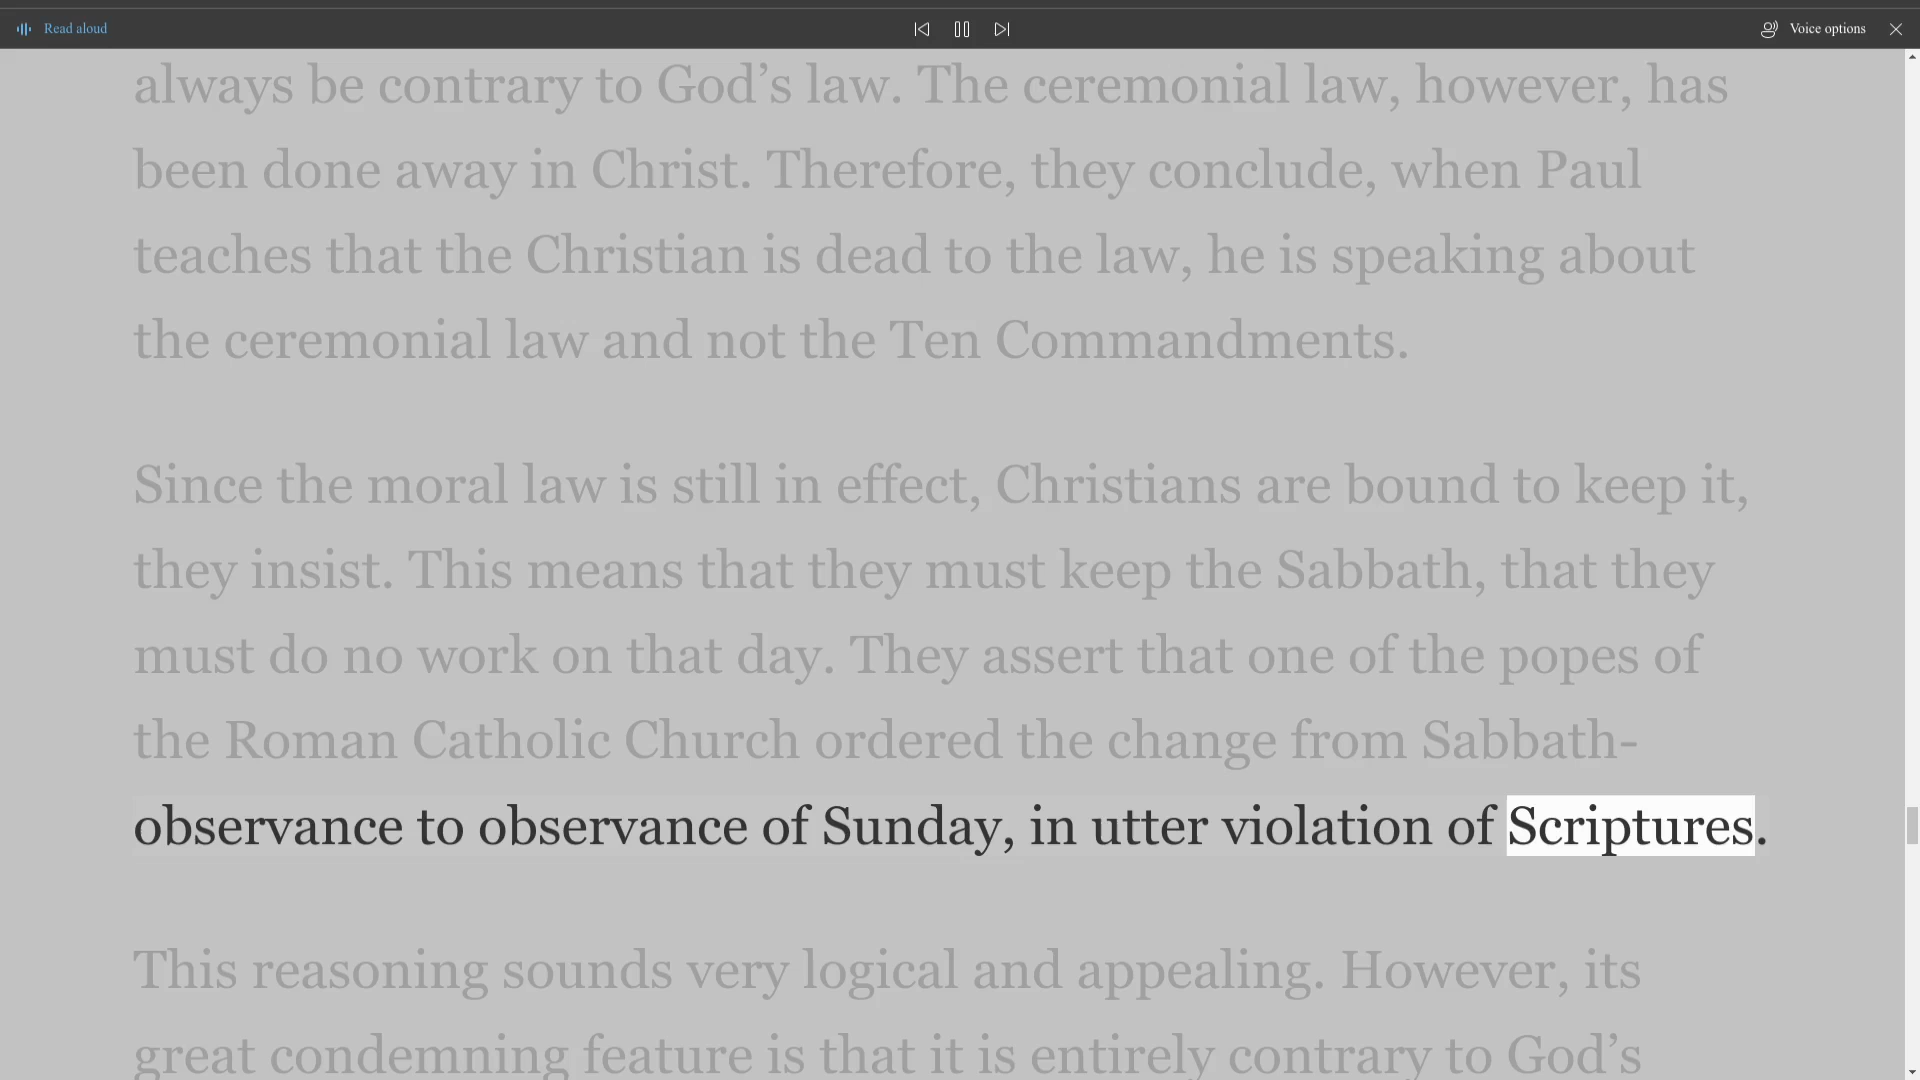 Read aloud
Voice options
always be contrary to God’s law. The ceremonial law, however, has
been done away in Christ. Therefore, they conclude, when Paul
teaches that the Christian is dead to the law, he is speaking about
the ceremonial law and not the Ten Commandments.
Since the moral law is still in effect, Christians are bound to keep it,
they insist. This means that they must keep the Sabbath, that they
must do no work on that day. They assert that one of the popes of
the Roman Catholic Church ordered the change from Sabbath-
observance to observance of Sunday, in utter violation of Scriptures.
This reasoning sounds very logical and appealing. However, its
great condemning feature is that it is entirely contrary to God’s